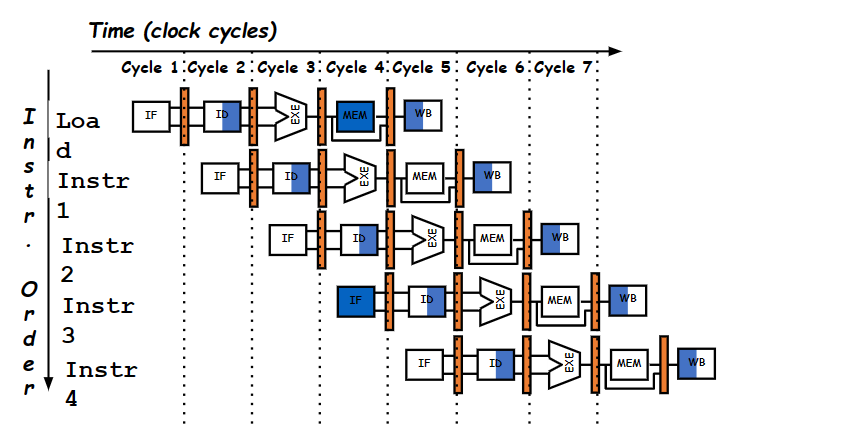 Time (clock cycles)
Cycle 1 Cycle 2 Cycle 3 Cycle 4 Cycle 5 Cycle 6 Cycle 7
Instr. Order
Loa
d
IF ID EXE MEM WB
Instr
1
IF ID EXE MEM WB
Instr
2
IF ID EXE MEM WB
Instr
3
IF ID EXE MEM WB
Instr
4
IF ID EXE MEM WB